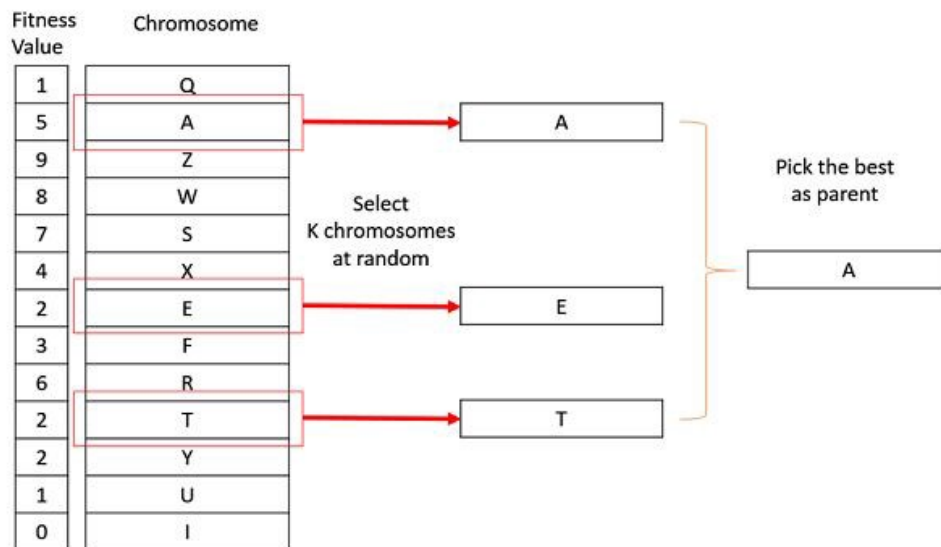 Fitness
Value
Chromosome
1 Q
5 A
9 Z
8 W
7 S
4 X
2 E
3 F
6 R
2 T
2 Y
1 U
0 I
Select
K chromosomes
at random
A
E
T
Pick the best
as parent
A